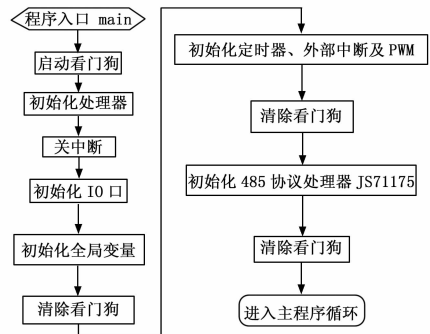 程序入口 main
启动看门狗
初始化处理器
关中断
初始化 IO 口
初始化全局变量
清除看门狗
初始化定时器、外部中断及 PWM
清除看门狗
初始化 485 协议处理器 JS71175
清除看门狗
进入主程序循环